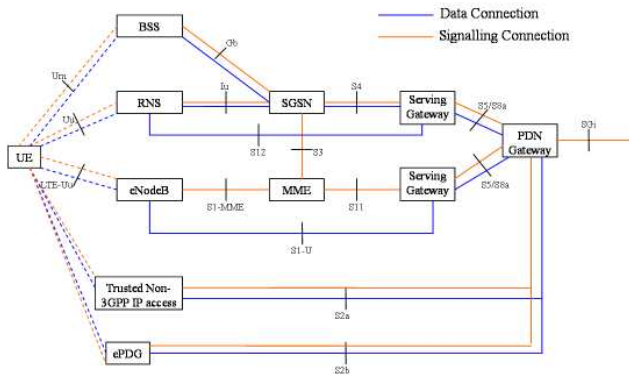 BSS
Data Connection
Signalling Connection
Gb
Um
RNS
Iu
SGSN
S4
Serving
Gateway
S5/S8a
Uu
PDN
Gateway
SGi
S12
S3
UE
LTE-Uu
eNodeB
S1-MME
MME
S11
Serving
Gateway
S5/S8a
S1-U
Trusted Non-
3GPP IP access
S2a
ePDG
S2b